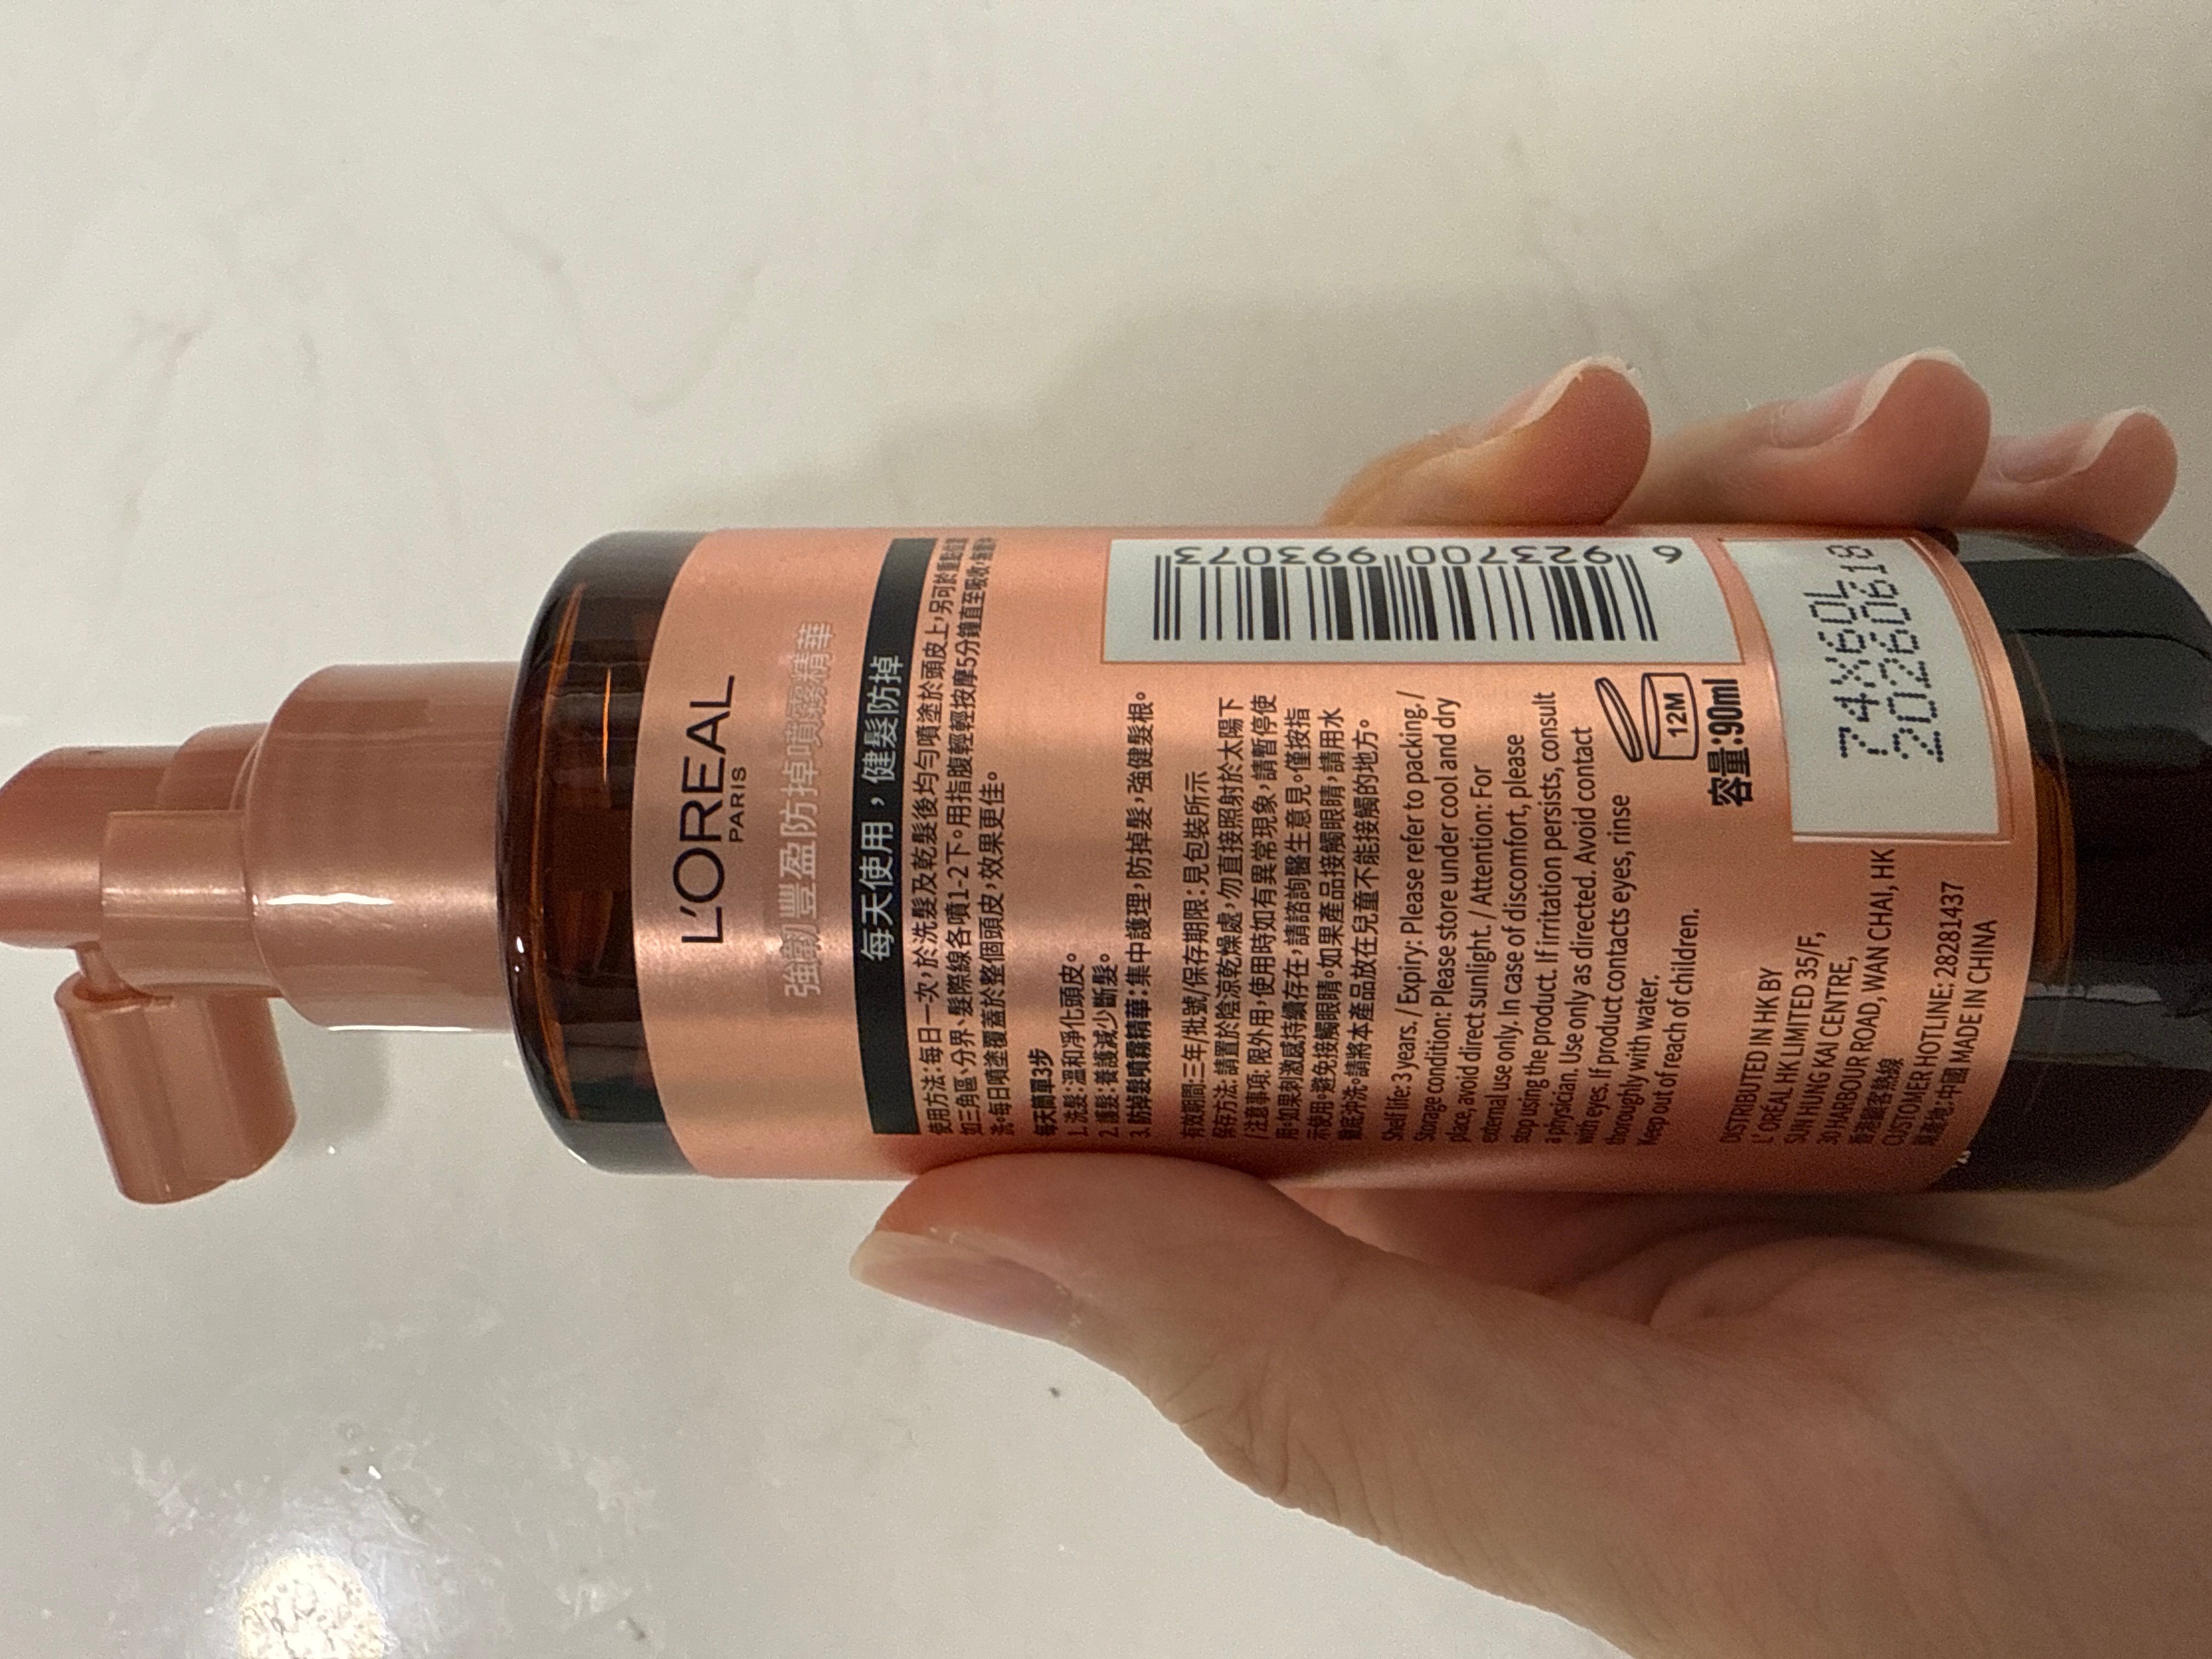 L'ORÉAL
PARIS
強韌豐盈防掉噴霧精華
每天使用，健髮防掉
使用方法:每日一次,於洗髮及乾髮後均勻噴塗於頭皮上,另可於重點位置
如三角區、分界、髮際線各噴1-2下。用指腹輕輕按摩5分鐘直至吸收,無需沖
洗。每日噴塗覆蓋於整個頭皮,效果更佳。
每天簡單3步
1. 洗髮:溫和淨化頭皮。
2. 護髮:養護減少斷髮。
3. 防掉髮噴霧精華:集中護理,防掉髮,強健髮根。
有效期間:三年/批號/保存期限:見包裝所示
保存方法: 請置於陰涼乾燥處,勿直接照射於太陽下
/注意事項: 限外用,使用時如有異常現象,請暫停使
用。如果刺激感持續存在,請諮詢醫生意見。僅按指
示使用。避免接觸眼睛。如果產品接觸眼睛,請用水
徹底沖洗。請將本產品放在兒童不能接觸的地方。
Shelf life: 3 years. / Expiry: Please refer to packing. /
Storage condition: Please store under cool and dry
place, avoid direct sunlight. / Attention: For
external use only. In case of discomfort, please
stop using the product. If irritation persists, consult
a physician. Use only as directed. Avoid contact
with eyes. If product contacts eyes, rinse
thoroughly with water.
Keep out of reach of children.
6 923700 993073
12M
容量:90ml
DISTRIBUTED IN HK BY
L'ORÉAL HK LIMITED 35/F,
SUN HUNG KAI CENTRE,
30 HARBOUR ROAD, WAN CHAI, HK
香港顧客熱線
CUSTOMER HOTLINE: 28281437
原產地: 中國 MADE IN CHINA
74X60L
20260618